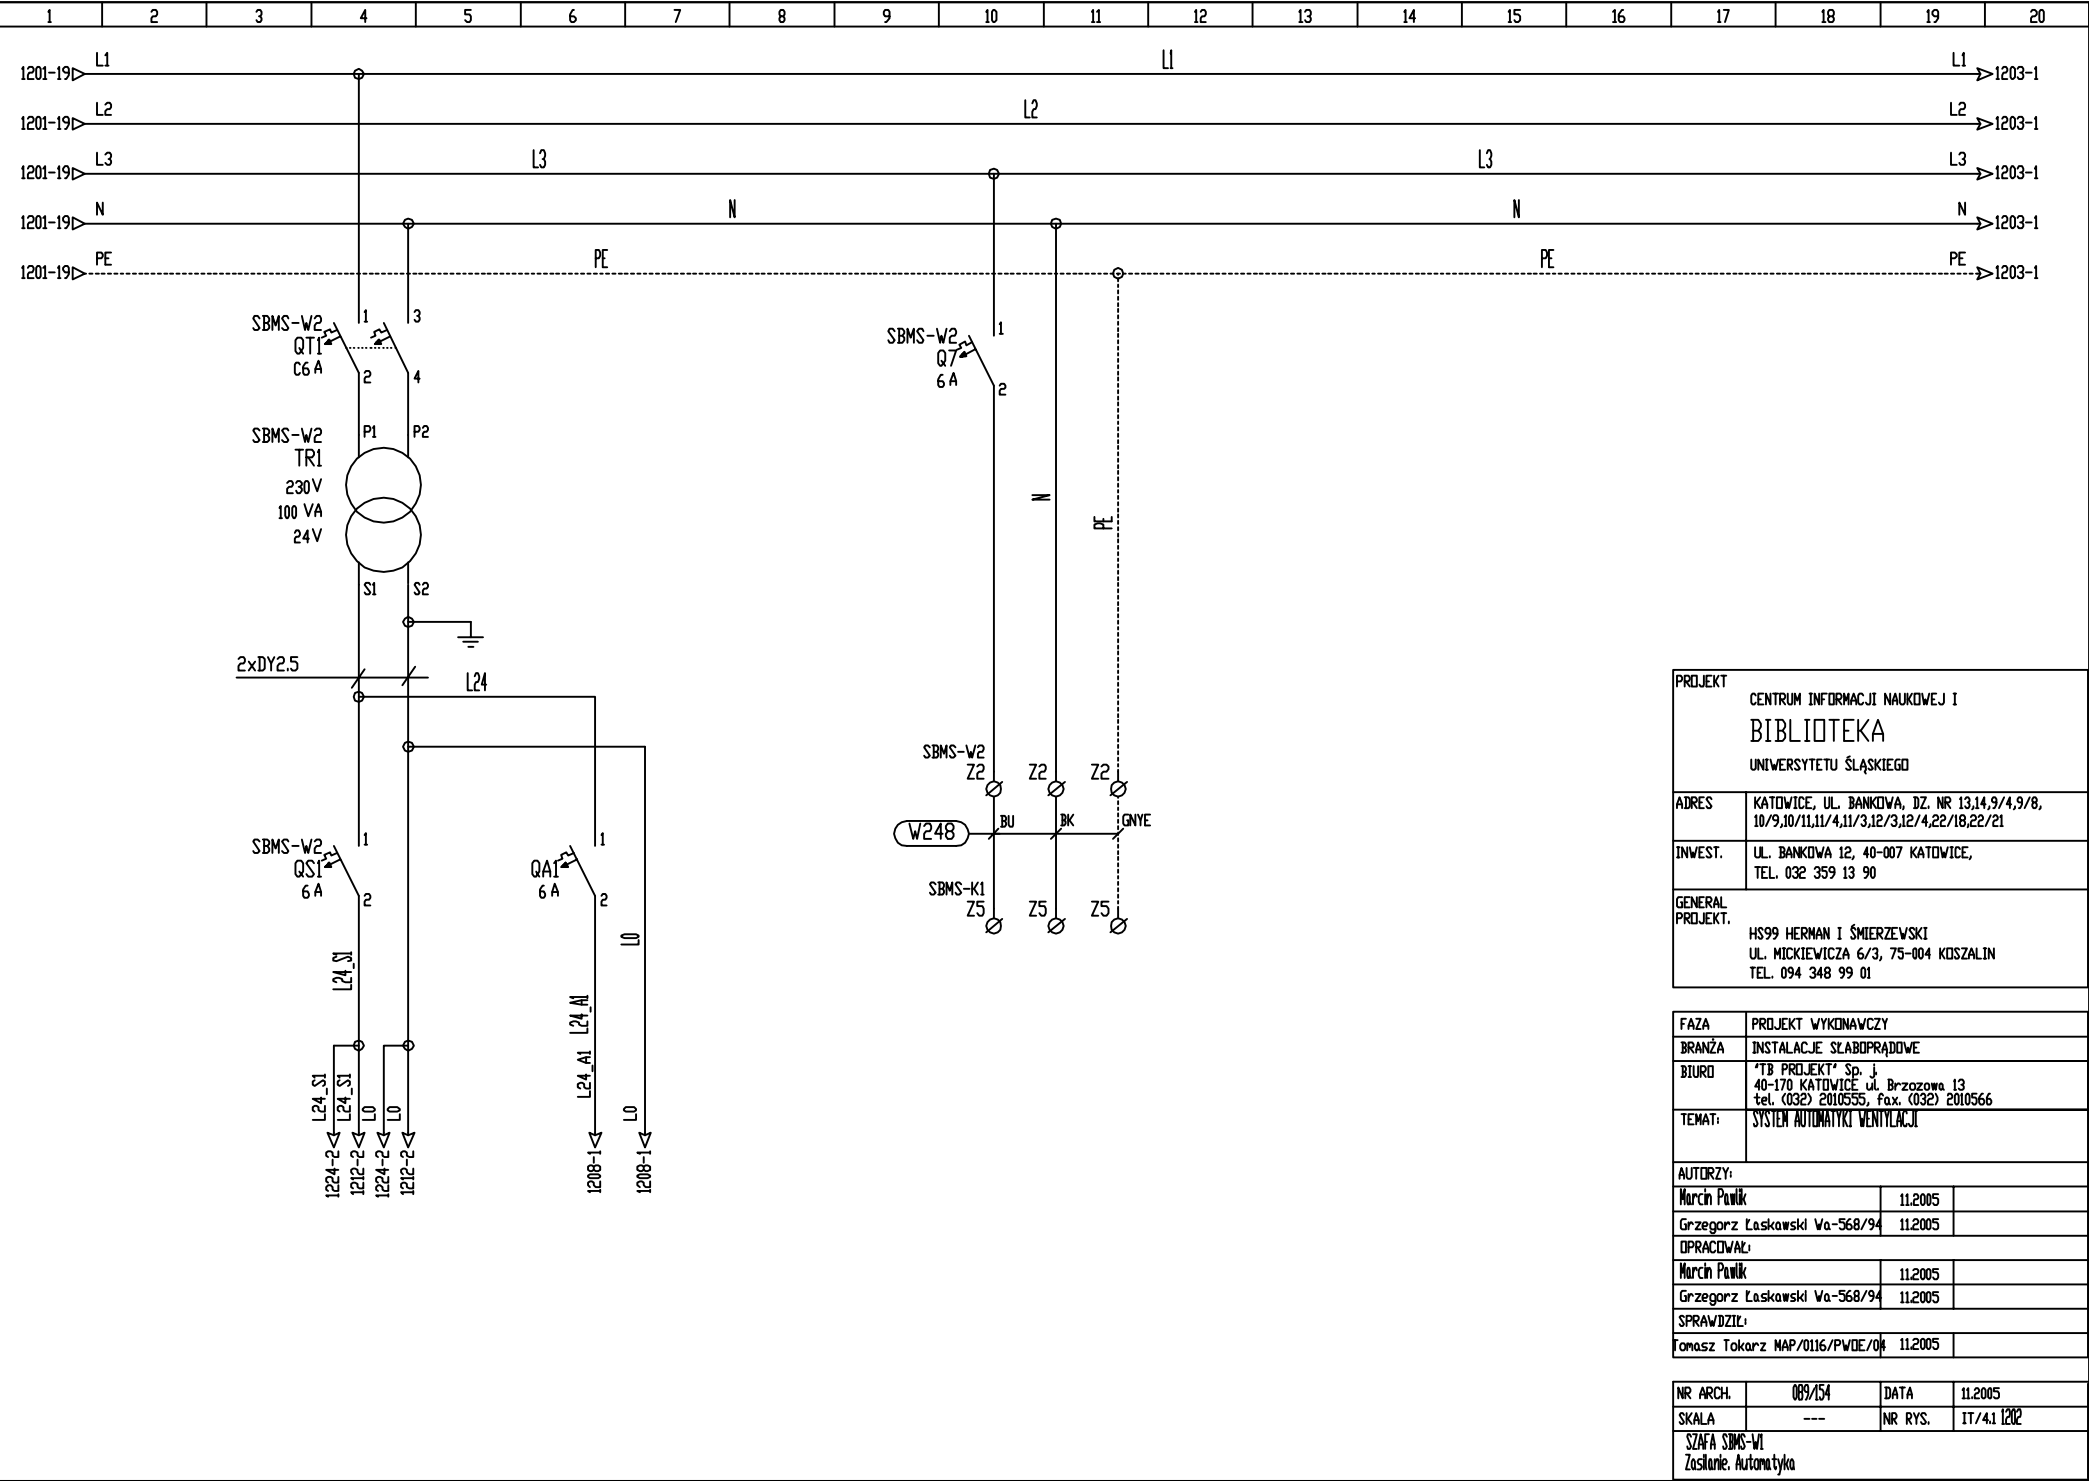 1 2 3 4 5 6 7 8 9 10 11 12 13 14 15 16 17 18 19 20
1201-19 L1 L1 L1 1203-1
1201-19 L2 L2 L2 1203-1
1201-19 L3 L3 L3 L3 1203-1
1201-19 N N N N 1203-1
1201-19 PE PE PE PE 1203-1
SBMS-W2 1 3
QT1
C6 A
2 4
SBMS-W2 P1 P2
TR1
230V
100 VA
24V
S1 S2
2xDY2.5
L24
SBMS-W2 1
QS1
6 A
2
1
QA1
6 A
2
L24_S1
L24_A1
L0
L24_S1 L24_S1 L0 L0 L24_A1 L0
1224-2 1212-2 1224-2 1212-2 1208-1 1208-1
SBMS-W2 1
Q7
6 A
2
N
PE
SBMS-W2
Z2 Z2 Z2
W248 BU BK GNYE
SBMS-K1
Z5 Z5 Z5
PROJEKT
CENTRUM INFORMACJI NAUKOWEJ I
BIBLIOTEKA
UNIWERSYTETU ŚLĄSKIEGO
ADRES KATOWICE, UL. BANKOWA, DZ. NR 13,14,9/4,9/8,
10/9,10/11,11/4,11/3,12/3,12/4,22/18,22/21
INWEST. UL. BANKOWA 12, 40-007 KATOWICE,
TEL. 032 359 13 90
GENERAL
PROJEKT.
HS99 HERMAN I ŚMIERZEWSKI
UL. MICKIEWICZA 6/3, 75-004 KOSZALIN
TEL. 094 348 99 01
FAZA PROJEKT WYKONAWCZY
BRANŻA INSTALACJE SŁABOPRĄDOWE
BIURO "TB PROJEKT" Sp. j.
40-170 KATOWICE ul. Brzozowa 13
tel. (032) 2010555, fax. (032) 2010566
TEMAT: SYSTEM AUTOMATYKI WENTYLACJI
AUTORZY:
Marcin Pawlik 11.2005
Grzegorz Łaskawski Wa-568/94 11.2005
OPRACOWAŁ:
Marcin Pawlik 11.2005
Grzegorz Łaskawski Wa-568/94 11.2005
SPRAWDZIŁ:
Tomasz Tokarz MAP/0116/PWOE/04 11.2005
NR ARCH. 089/154 DATA 11.2005
SKALA --- NR RYS. IT/4.1 1202
SZAFA SBMS-W1
Zasilanie. Automatyka